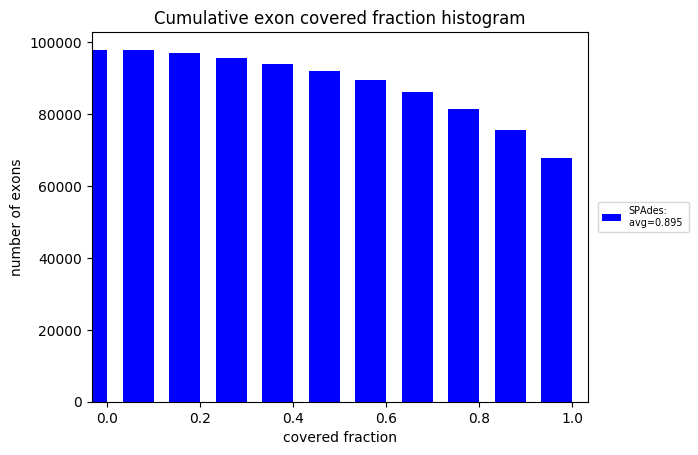 Cumulative exon covered fraction histogram
number of exons
100000
80000
60000
40000
20000
0
0.0 0.2 0.4 0.6 0.8 1.0
covered fraction
SPAdes:
avg=0.895